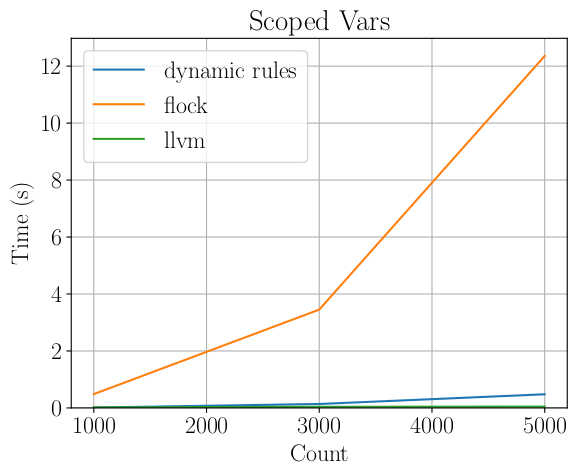 Scoped Vars
dynamic rules
flock
llvm
Time (s)
12
10
8
6
4
2
0
1000 2000 3000 4000 5000
Count